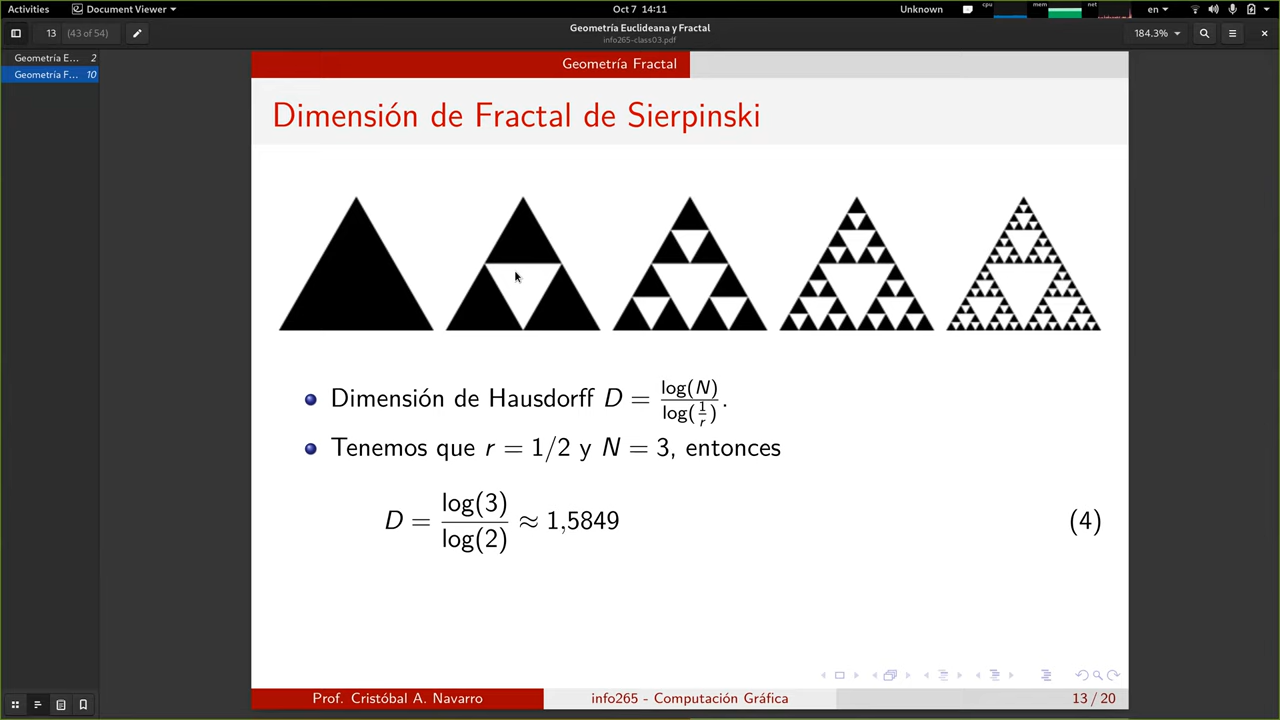 Activities
Document Viewer
Oct 7 14:11
Unknown
cpu
mem
net
en
13 (43 of 54)
Geometría Euclideana y Fractal
info265-class03.pdf
184.3%
Geometría E... 2
Geometría F... 10
Geometría Fractal
Dimensión de Fractal de Sierpinski
Dimensión de Hausdorff D = log(N) / log(1/r).
Tenemos que r = 1/2 y N = 3, entonces
D = log(3) / log(2) ≈ 1,5849 (4)
Prof. Cristóbal A. Navarro
info265 - Computación Gráfica
13 / 20